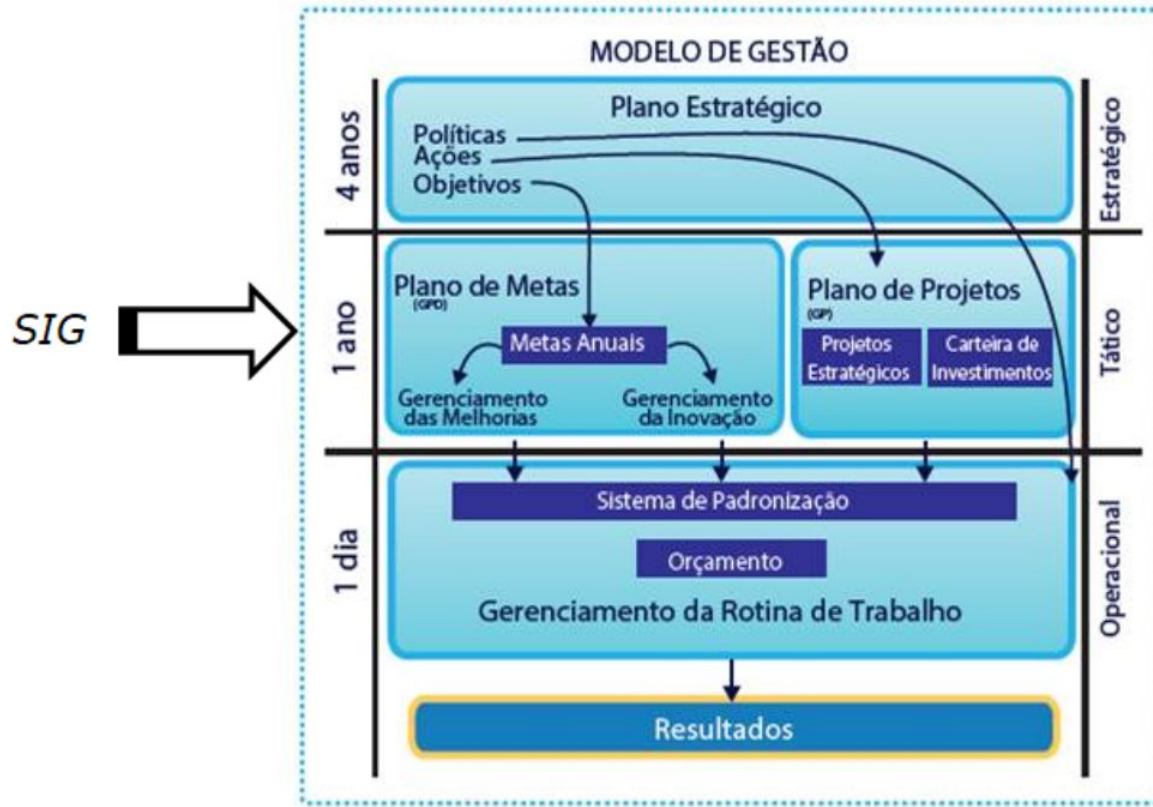 MODELO DE GESTÃO
4 anos
Plano Estratégico
Políticas
Ações
Objetivos
Estratégico
SIG
1 ano
Plano de Metas
(GPD)
Metas Anuais
Gerenciamento
das Melhorias
Gerenciamento
da Inovação
Plano de Projetos
(GP)
Projetos
Estratégicos
Carteira de
Investimentos
Tático
1 dia
Sistema de Padronização
Orçamento
Gerenciamento da Rotina de Trabalho
Operacional
Resultados